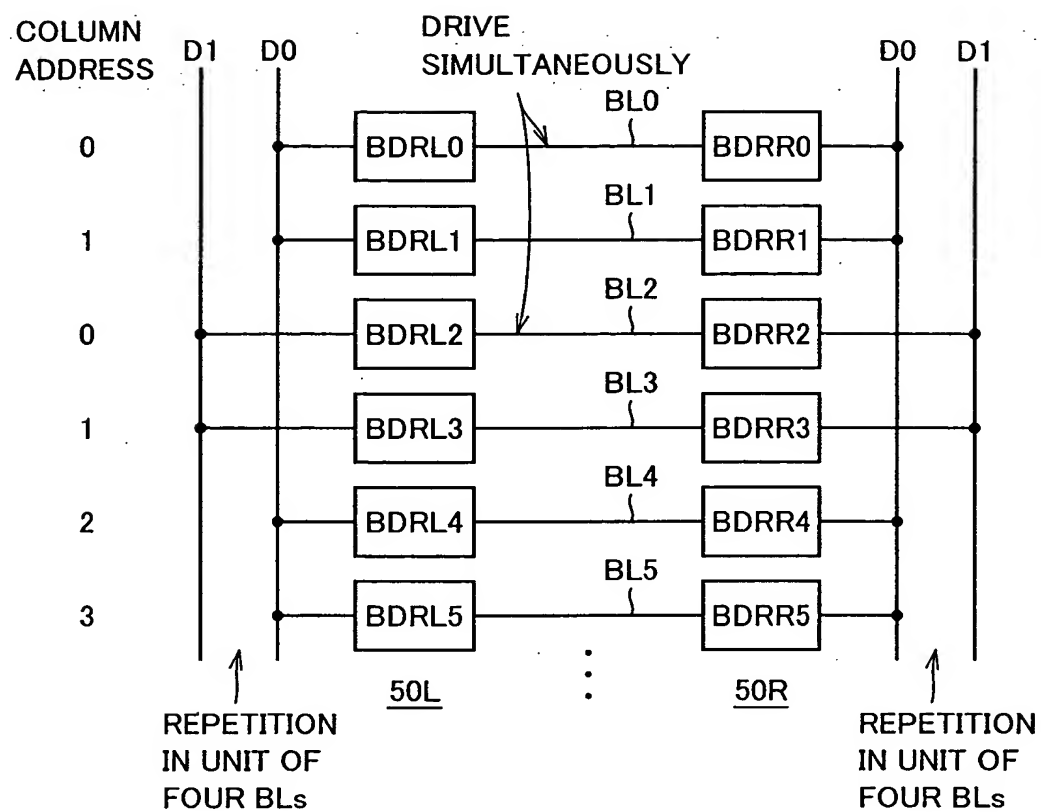 COLUMN
ADDRESS
D1 D0
DRIVE
SIMULTANEOUSLY
D0 D1
BL0
0 BDRL0 BDRR0
BL1
1 BDRL1 BDRR1
BL2
0 BDRL2 BDRR2
BL3
1 BDRL3 BDRR3
BL4
2 BDRL4 BDRR4
BL5
3 BDRL5 BDRR5
50L 50R
REPETITION
IN UNIT OF
FOUR BLs
REPETITION
IN UNIT OF
FOUR BLs